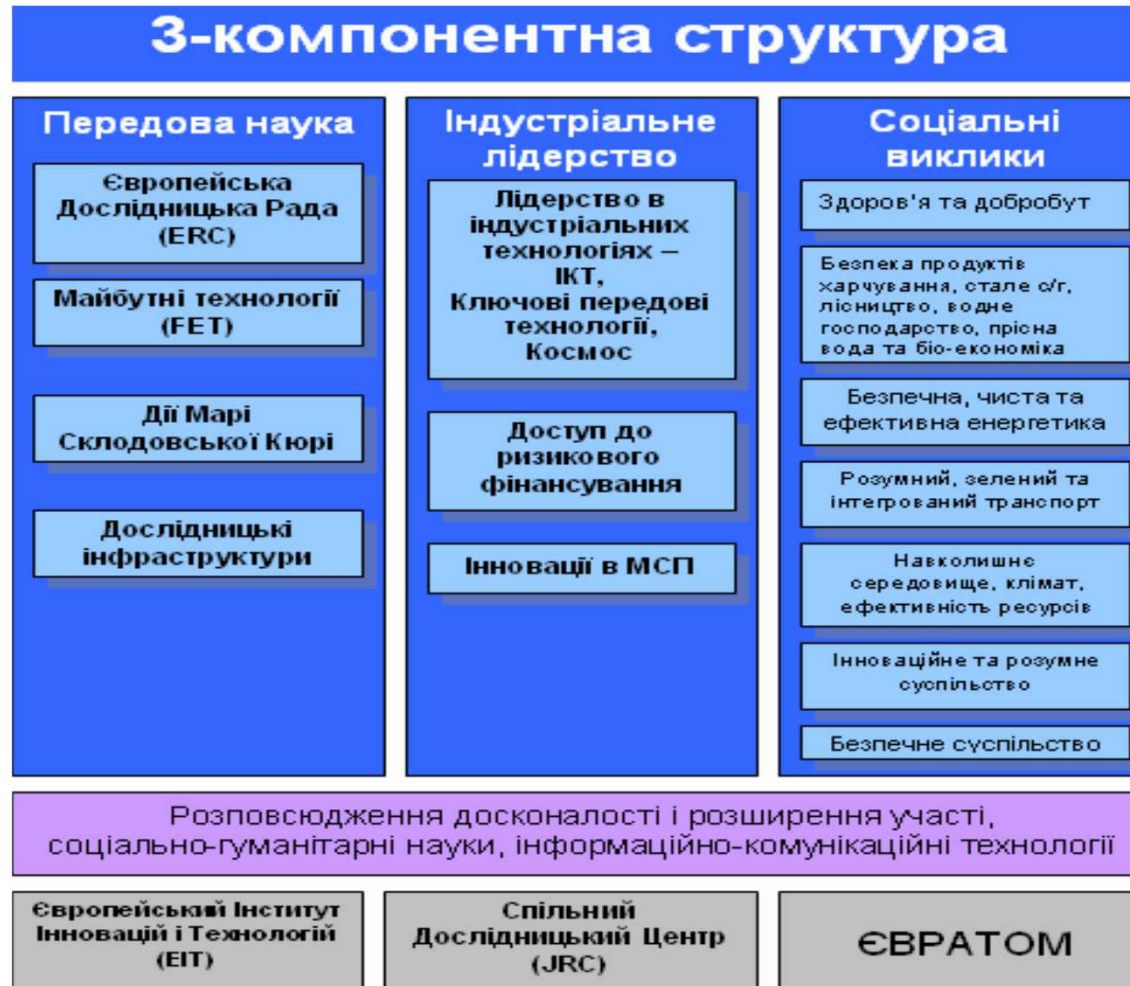 3-компонентна структура
Передова наука
Європейська
Дослідницька Рада
(ERC)
Майбутні технології
(FET)
Дії Марі
Склодовської Кюрі
Дослідницькі
інфраструктури
Індустріальне
лідерство
Лідерство в
індустріальних
технологіях –
ІКТ,
Ключові передові
технології,
Космос
Доступ до
ризикового
фінансування
Інновації в МСП
Соціальні
виклики
Здоров'я та добробут
Безпека продуктів
харчування, стале с/г,
лісництво, водне
господарство, прісна
вода та біо-економіка
Безпечна, чиста та
ефективна енергетика
Розумний, зелений та
інтегрований транспорт
Навколишнє
середовище, клімат,
ефективність ресурсів
Інноваційне та розумне
суспільство
Безпечне суспільство
Розповсюдження досконалості і розширення участі,
соціально-гуманітарні науки, інформаційно-комунікаційні технології
Європейський Інститут
Інновацій і Технологій
(EIT)
Спільний
Дослідницький Центр
(JRC)
ЄВРАТОМ